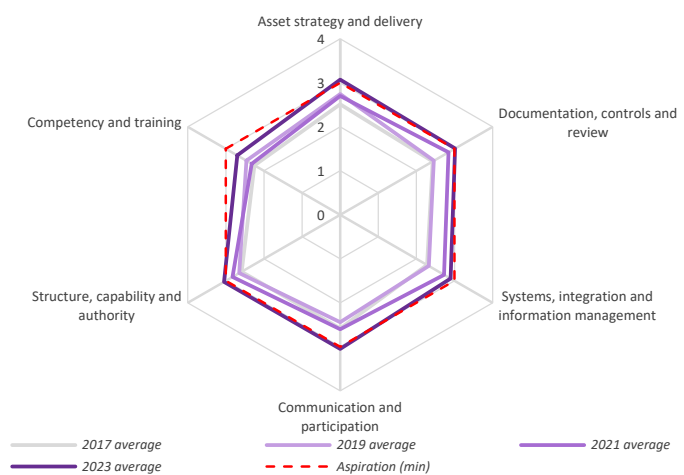 Asset strategy and delivery
4
3
2
1
0
Documentation, controls and
review
Competency and training
Structure, capability and
authority
Systems, integration and
information management
Communication and
participation
2017 average
2019 average
2021 average
2023 average
Aspiration (min)